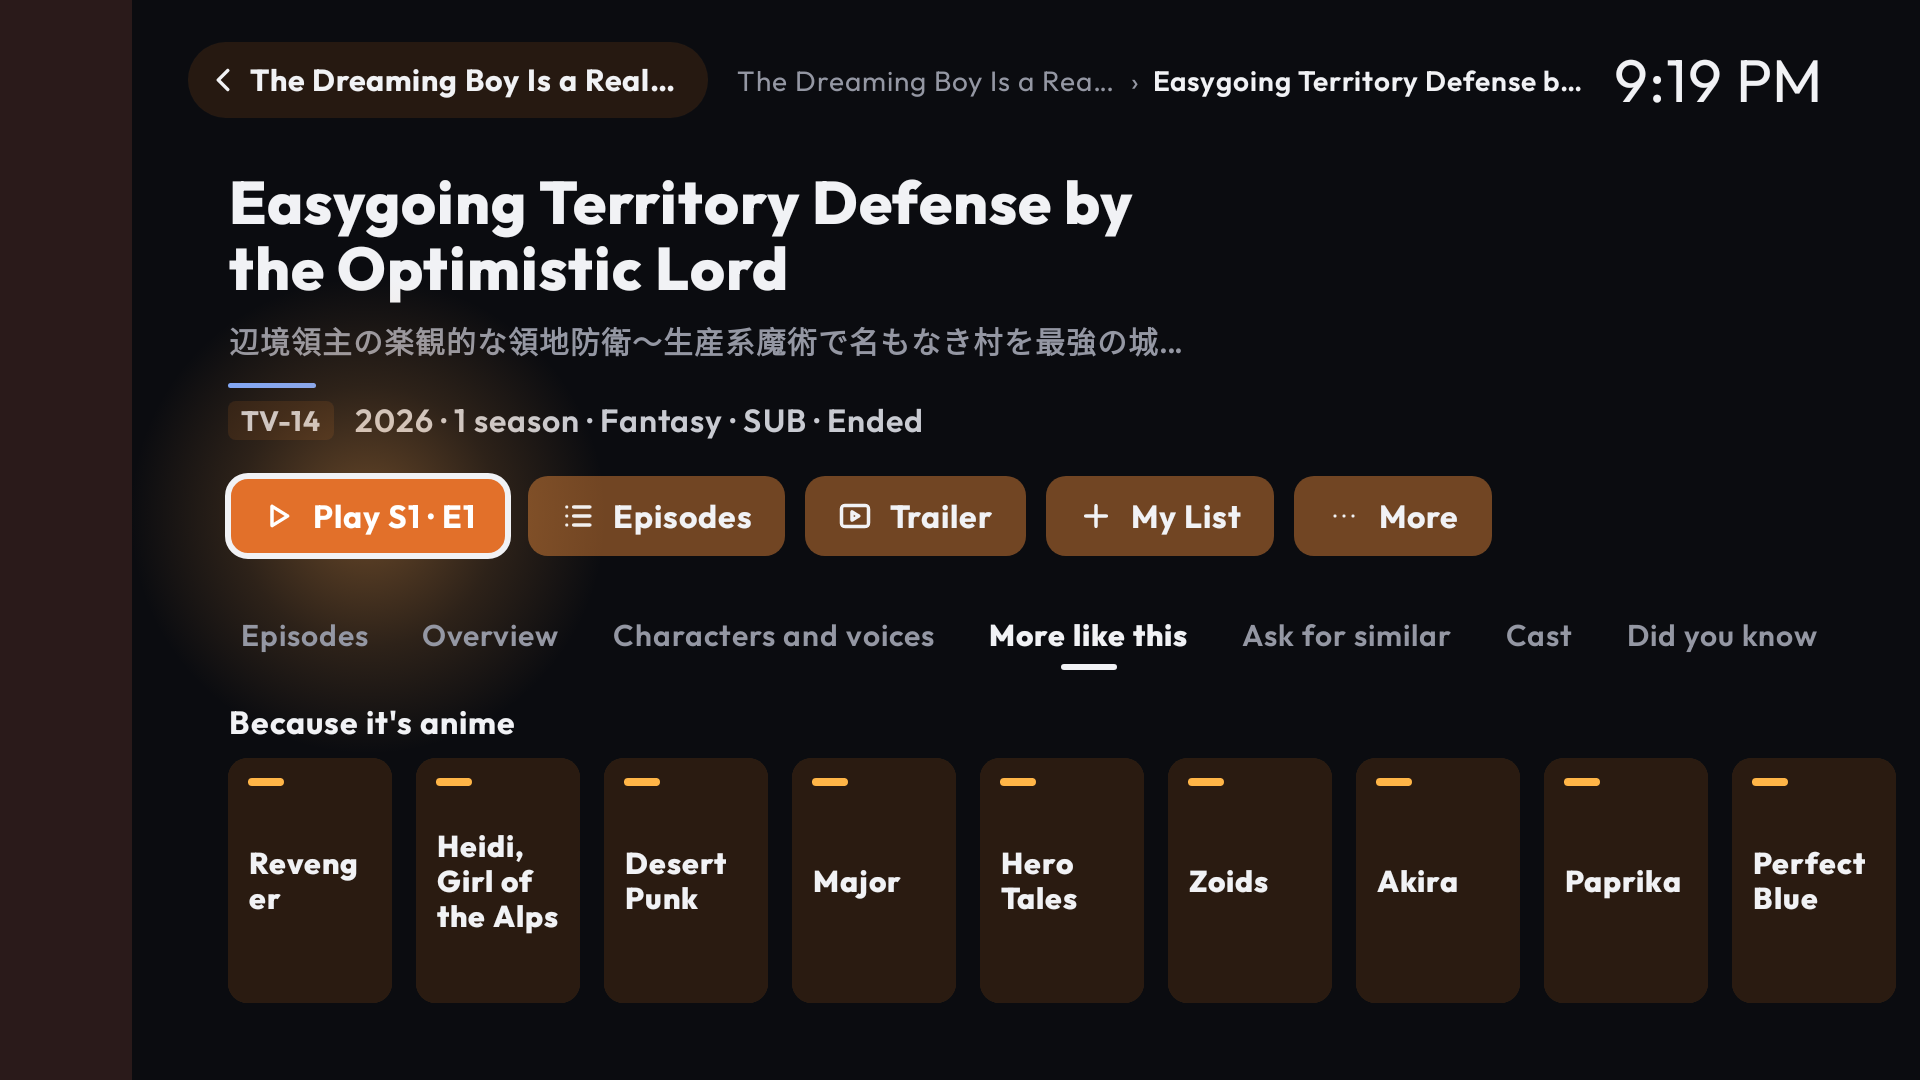 The Dreaming Boy Is a Real...
The Dreaming Boy Is a Rea... › Easygoing Territory Defense b...
9:19 PM
Easygoing Territory Defense by
the Optimistic Lord
辺境領主の楽観的な領地防衛～生産系魔術で名もなき村を最強の城...
TV-14 2026 · 1 season · Fantasy · SUB · Ended
Play S1 · E1
Episodes
Trailer
My List
More
Episodes
Overview
Characters and voices
More like this
Ask for similar
Cast
Did you know
Because it's anime
Reveng
er
Heidi,
Girl of
the Alps
Desert
Punk
Major
Hero
Tales
Zoids
Akira
Paprika
Perfect
Blue